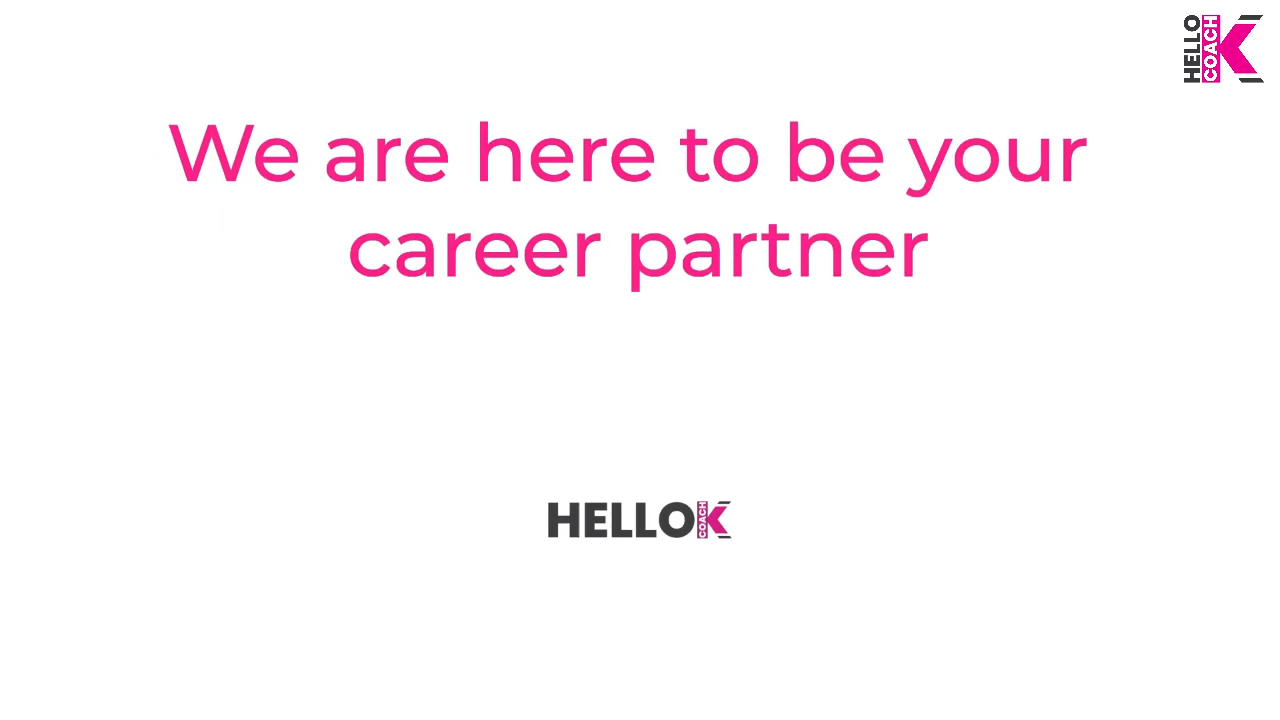 HELLO
COACH
K
We are here to be your
career partner
HELLO COACH K